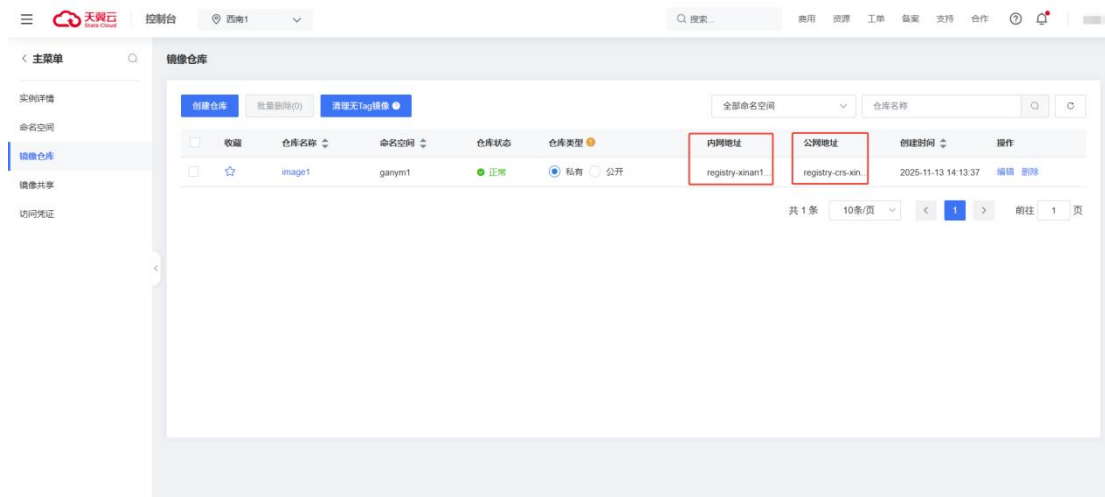 天翼云 控制台 西南1 搜索... 费用 资源 工单 备案 支持 合作
State Cloud
主菜单
镜像仓库
实例详情
命名空间
镜像仓库
镜像共享
访问凭证
创建仓库 批量删除(0) 清理无Tag镜像 全部命名空间 仓库名称
收藏 仓库名称 命名空间 仓库状态 仓库类型 内网地址 公网地址 创建时间 操作
image1 ganym1 正常 私有 公开 registry-xinan1... registry-crs-xin... 2025-11-13 14:13:37 编辑 删除
共 1 条 10条/页 1 前往 1 页